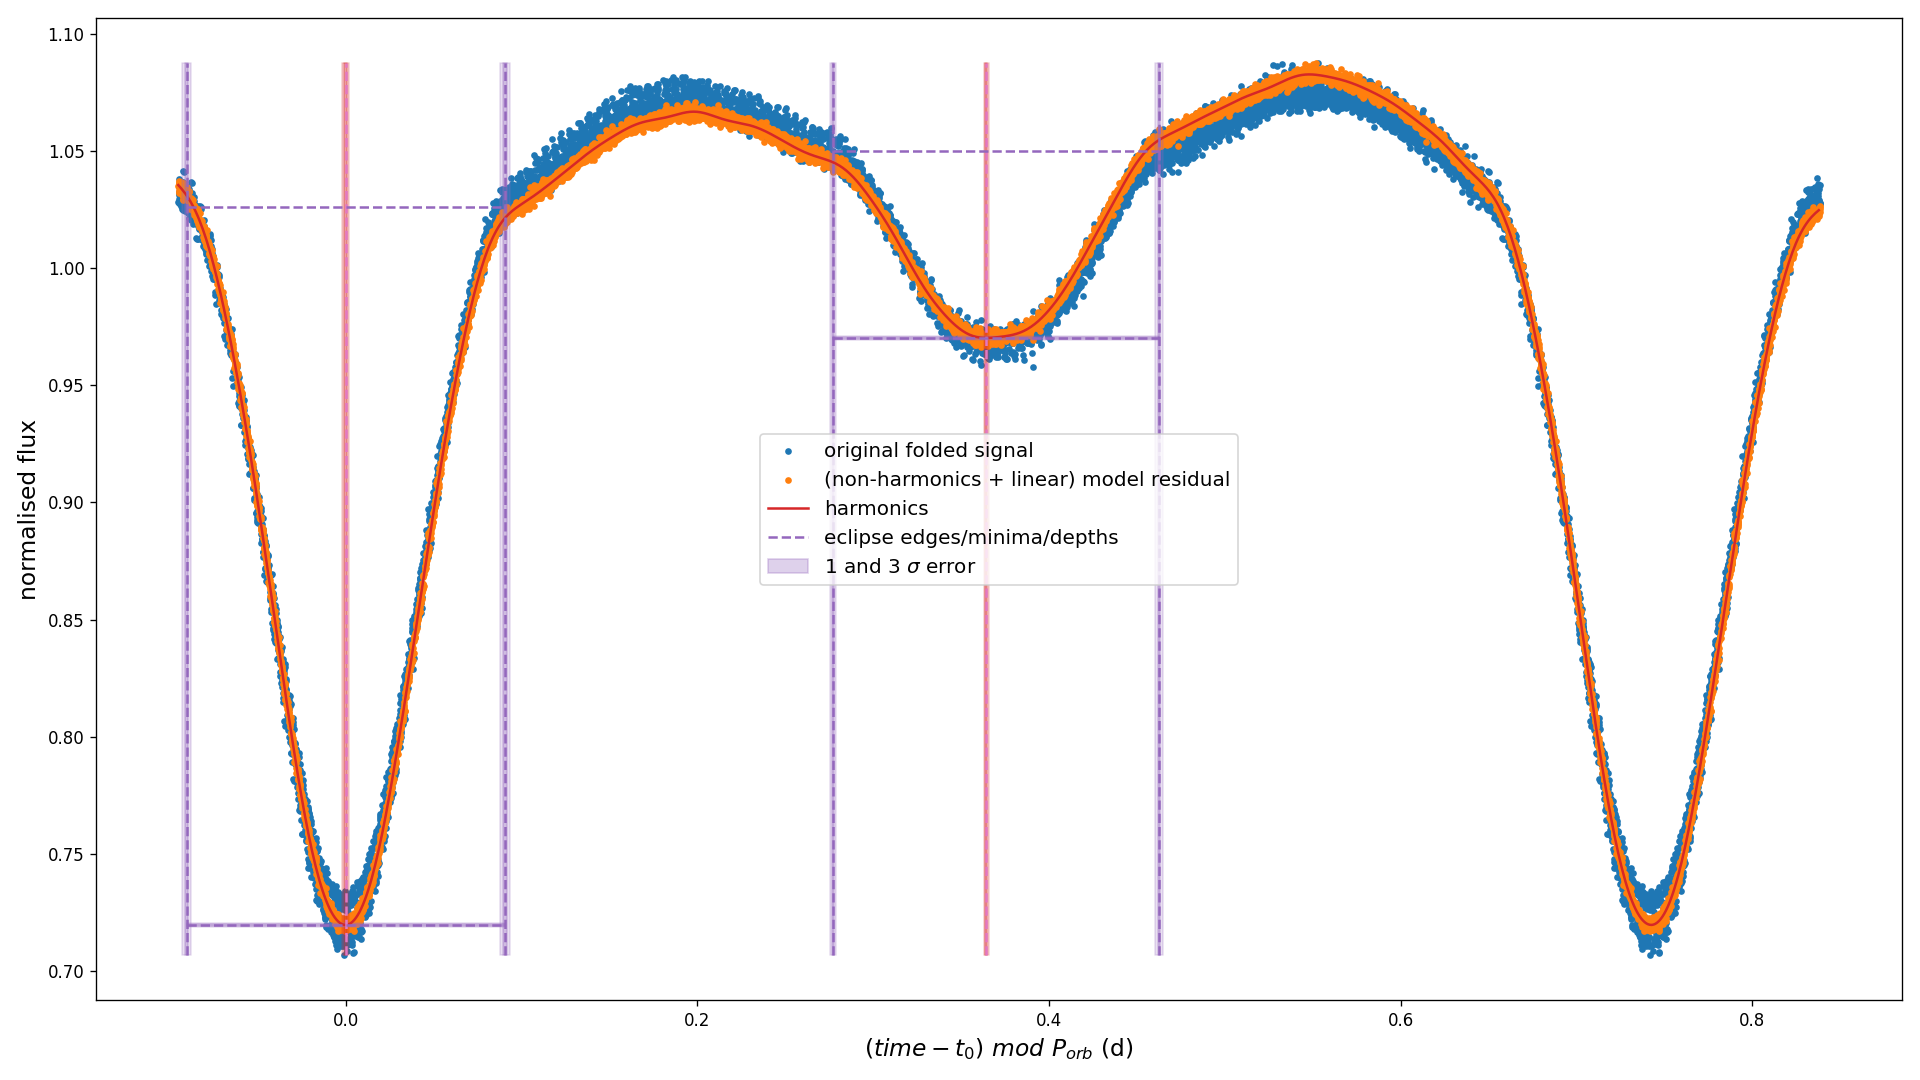 1.10
1.05
1.00
0.95
0.90
0.85
0.80
0.75
0.70
normalised flux
original folded signal
(non-harmonics + linear) model residual
harmonics
eclipse edges/minima/depths
1 and 3 σ error
0.0 0.2 0.4 0.6 0.8
(time − t₀) mod Pₒᵣb (d)